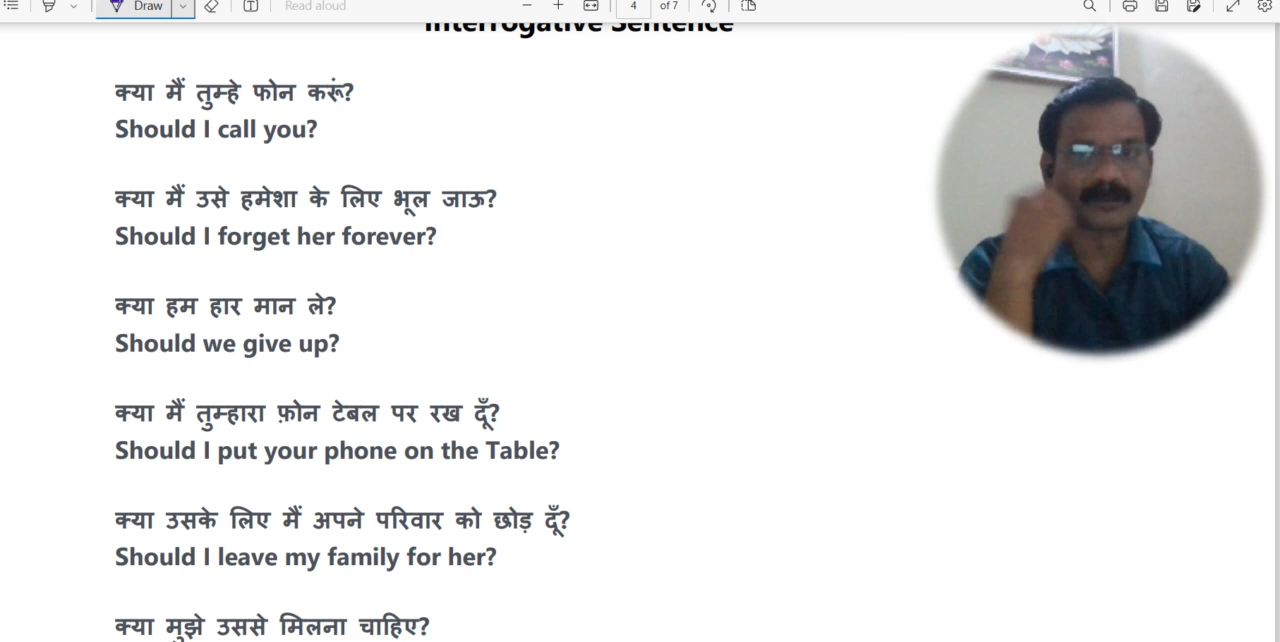 Draw
Read aloud
4 of 7
Interrogative Sentence
क्या मैं तुम्हे फोन करूं?
Should I call you?
क्या मैं उसे हमेशा के लिए भूल जाऊ?
Should I forget her forever?
क्या हम हार मान ले?
Should we give up?
क्या मैं तुम्हारा फ़ोन टेबल पर रख दूँ?
Should I put your phone on the Table?
क्या उसके लिए मैं अपने परिवार को छोड़ दूँ?
Should I leave my family for her?
क्या मुझे उससे मिलना चाहिए?